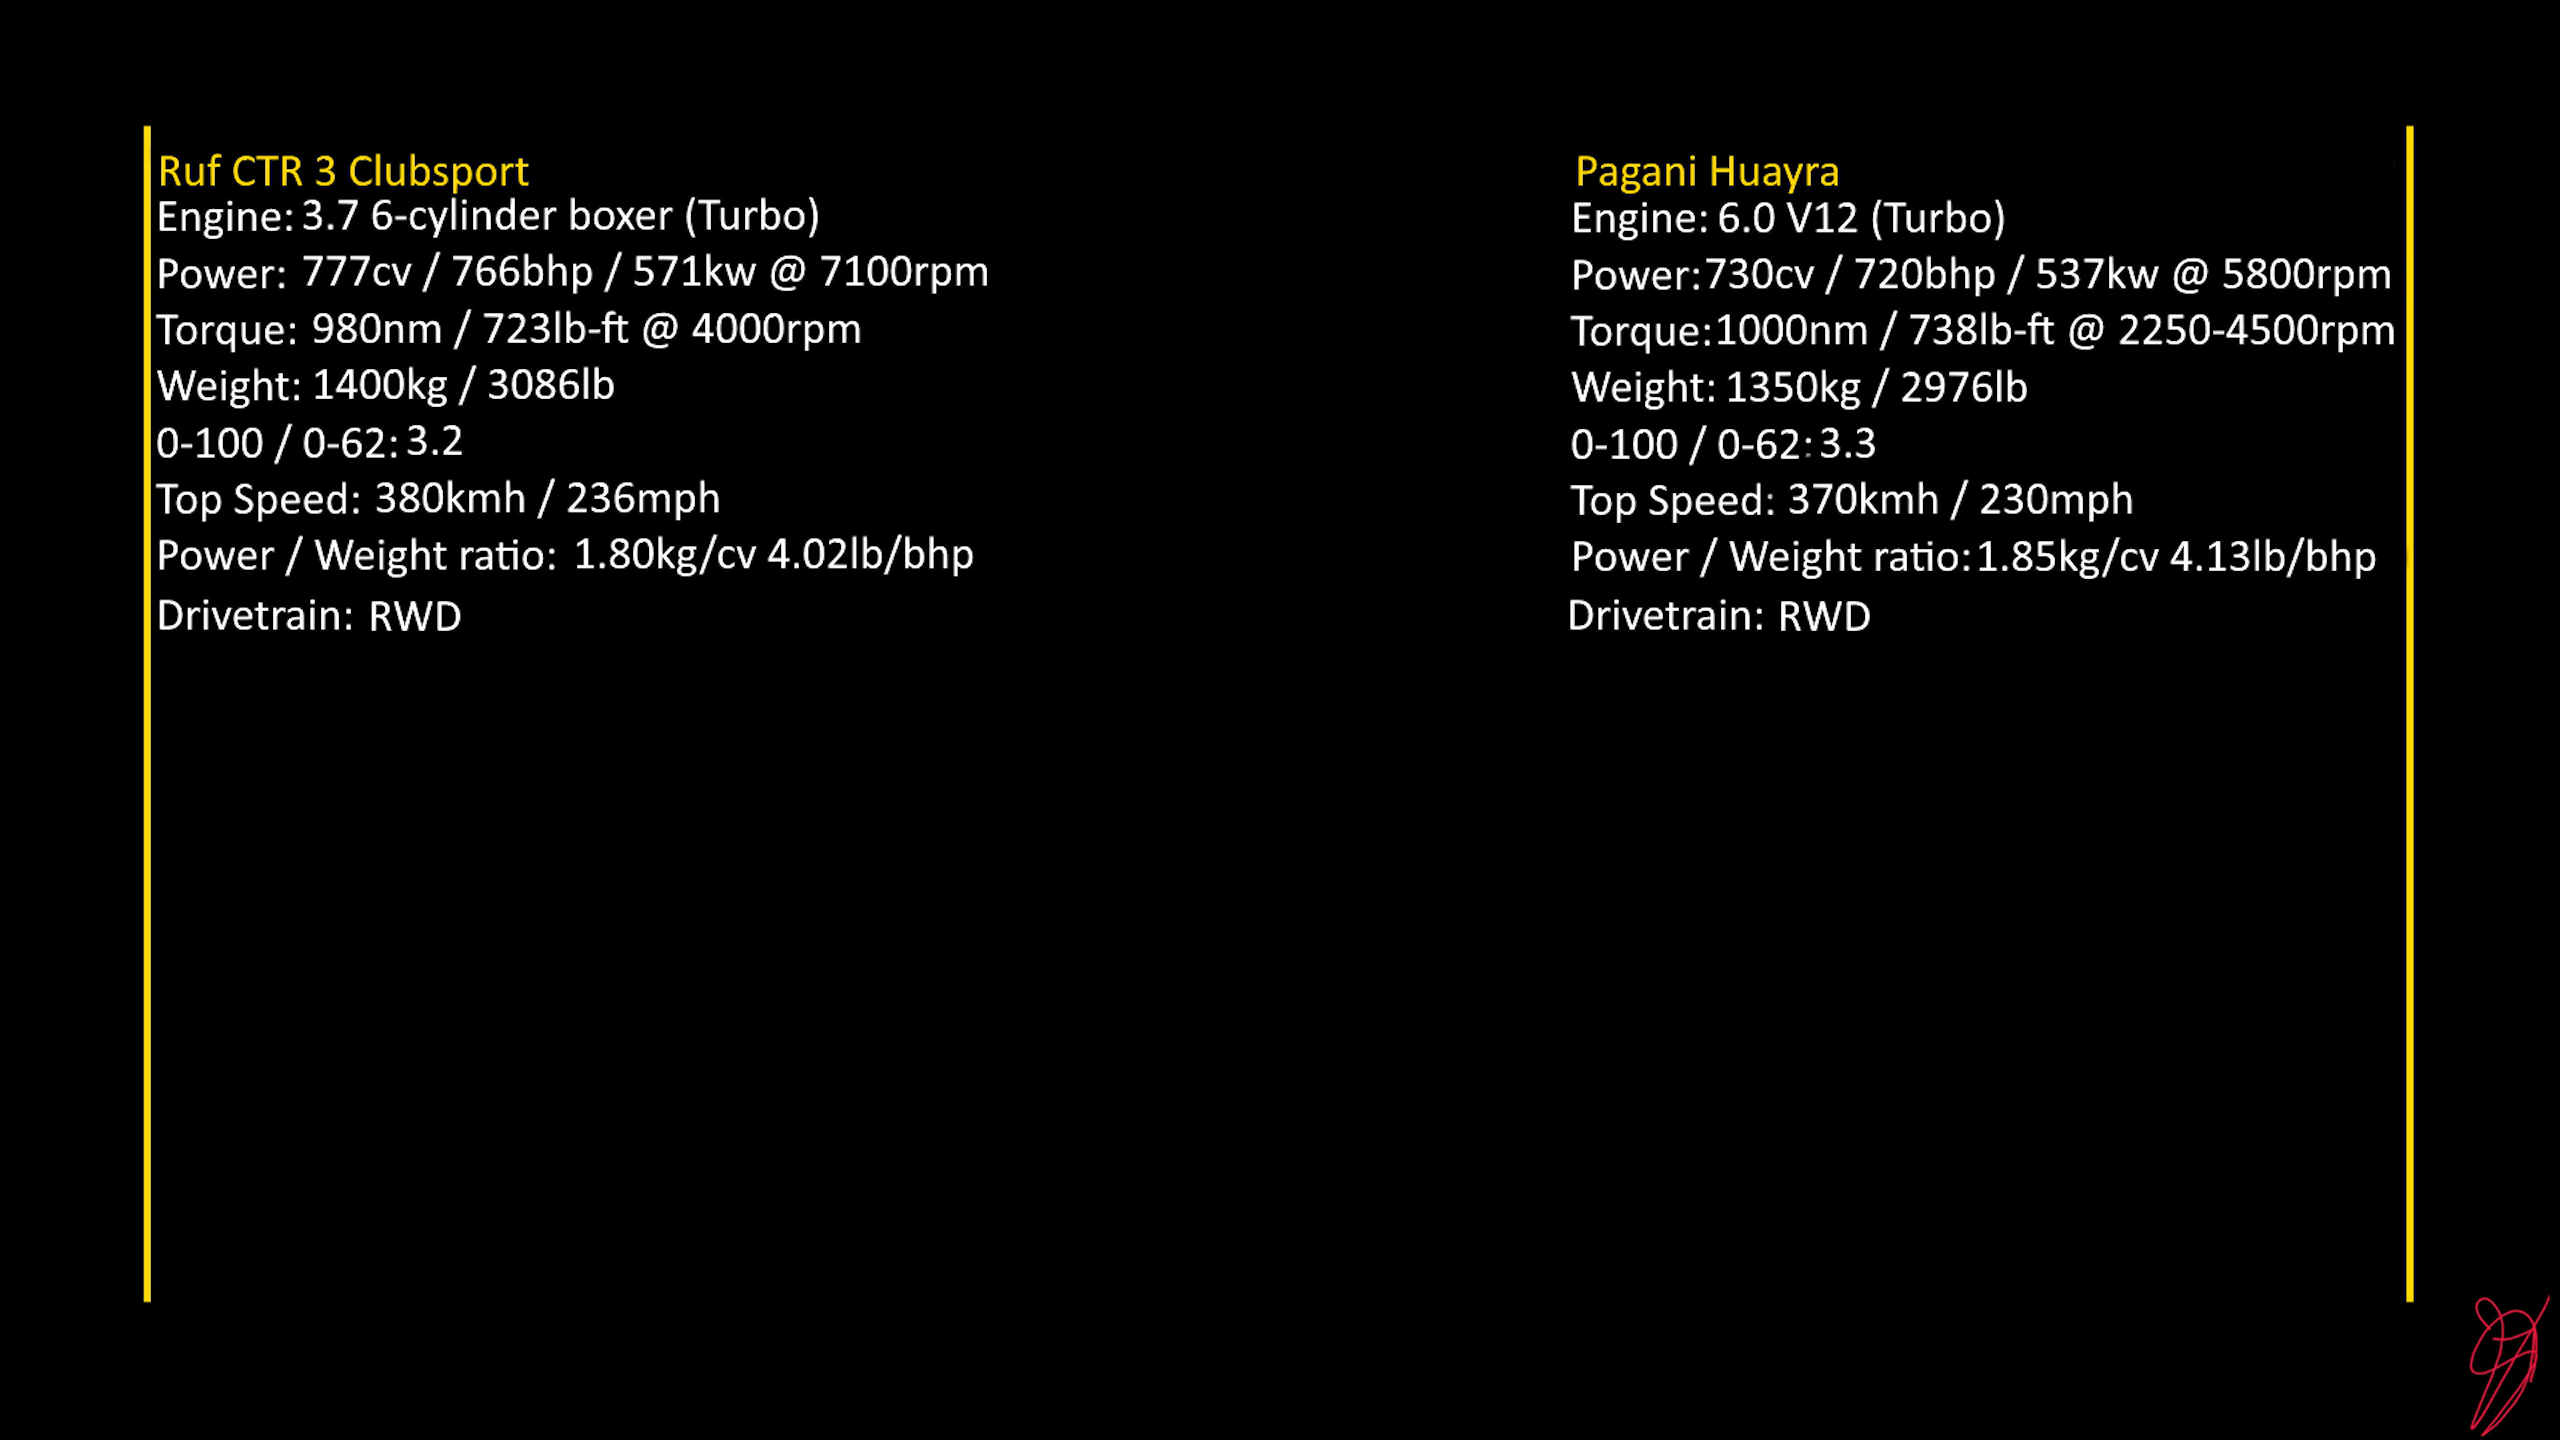 Ruf CTR 3 Clubsport
Engine: 3.7 6-cylinder boxer (Turbo)
Power: 777cv / 766bhp / 571kw @ 7100rpm
Torque: 980nm / 723lb-ft @ 4000rpm
Weight: 1400kg / 3086lb
0-100 / 0-62: 3.2
Top Speed: 380kmh / 236mph
Power / Weight ratio: 1.80kg/cv 4.02lb/bhp
Drivetrain: RWD
Pagani Huayra
Engine: 6.0 V12 (Turbo)
Power: 730cv / 720bhp / 537kw @ 5800rpm
Torque: 1000nm / 738lb-ft @ 2250-4500rpm
Weight: 1350kg / 2976lb
0-100 / 0-62: 3.3
Top Speed: 370kmh / 230mph
Power / Weight ratio: 1.85kg/cv 4.13lb/bhp
Drivetrain: RWD